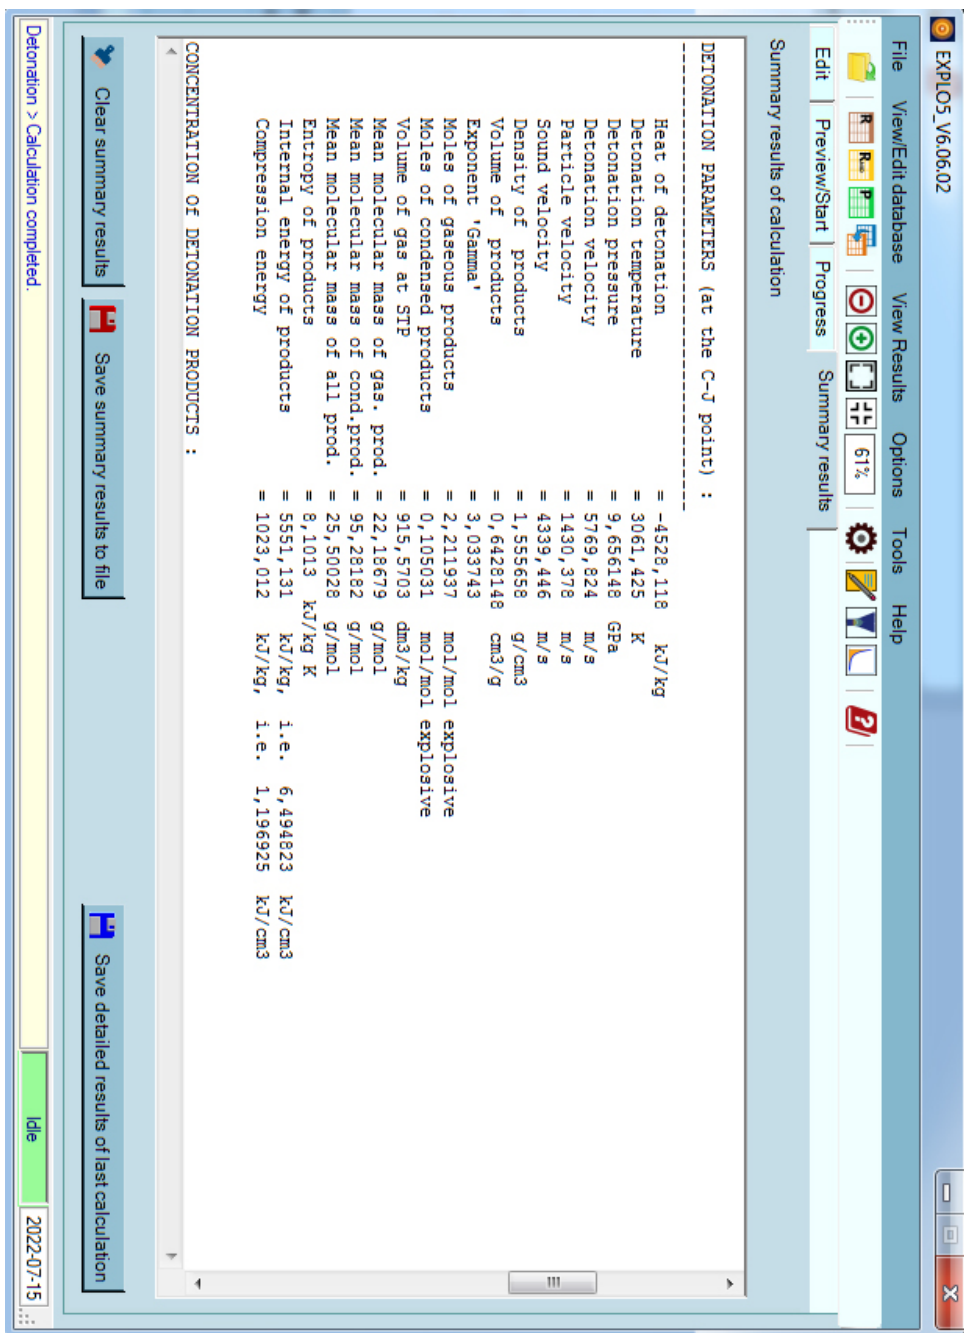 EXPLO5_V6.06.02
File View/Edit database View Results Options Tools Help
R R P 61%
Edit Preview/Start Progress Summary results
Summary results of calculation
DETONATION PARAMETERS (at the C-J point) :
------------------------------------------
Heat of detonation = -4528,118 kJ/kg
Detonation temperature = 3061,425 K
Detonation pressure = 9,656148 GPa
Detonation velocity = 5769,824 m/s
Particle velocity = 1430,378 m/s
Sound velocity = 4339,446 m/s
Density of products = 1,555658 g/cm3
Volume of products = 0,6428148 cm3/g
Exponent 'Gamma' = 3,033743
Moles of gaseous products = 2,211937 mol/mol explosive
Moles of condensed products = 0,105031 mol/mol explosive
Volume of gas at STP = 915,5703 dm3/kg
Mean molecular mass of gas. prod. = 22,18679 g/mol
Mean molecular mass of cond.prod. = 95,28182 g/mol
Mean molecular mass of all prod. = 25,50028 g/mol
Entropy of products = 8,1013 kJ/kg K
Internal energy of products = 5551,131 kJ/kg, i.e. 6,494823 kJ/cm3
Compression energy = 1023,012 kJ/kg, i.e. 1,196925 kJ/cm3
CONCENTRATION OF DETONATION PRODUCTS :
Clear summary results Save summary results to file Save detailed results of last calculation
Detonation > Calculation completed. Idle 2022-07-15